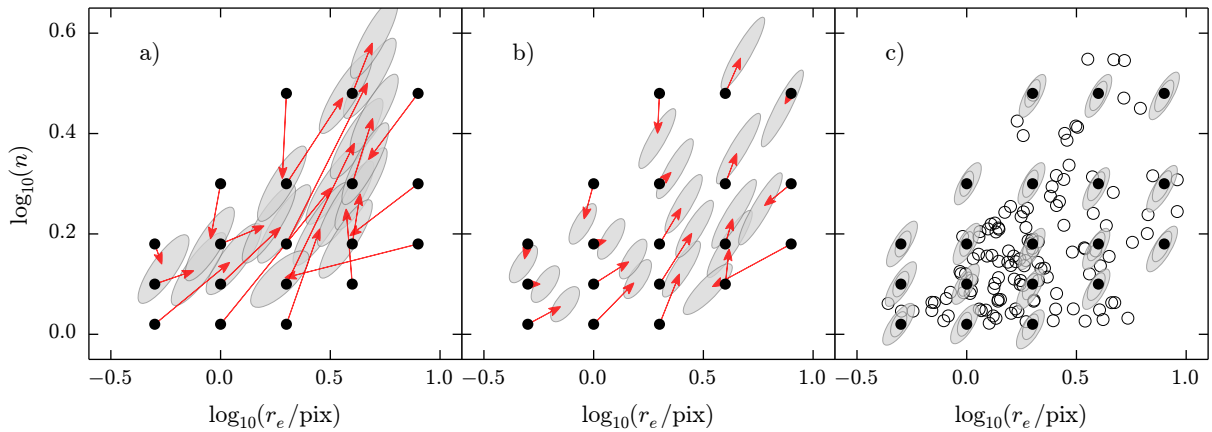 a) b) c)
0.6
0.4
0.2
0.0
log₁₀(n)
−0.5 0.0 0.5 1.0 −0.5 0.0 0.5 1.0 −0.5 0.0 0.5 1.0
log₁₀(rₑ/pix) log₁₀(rₑ/pix) log₁₀(rₑ/pix)